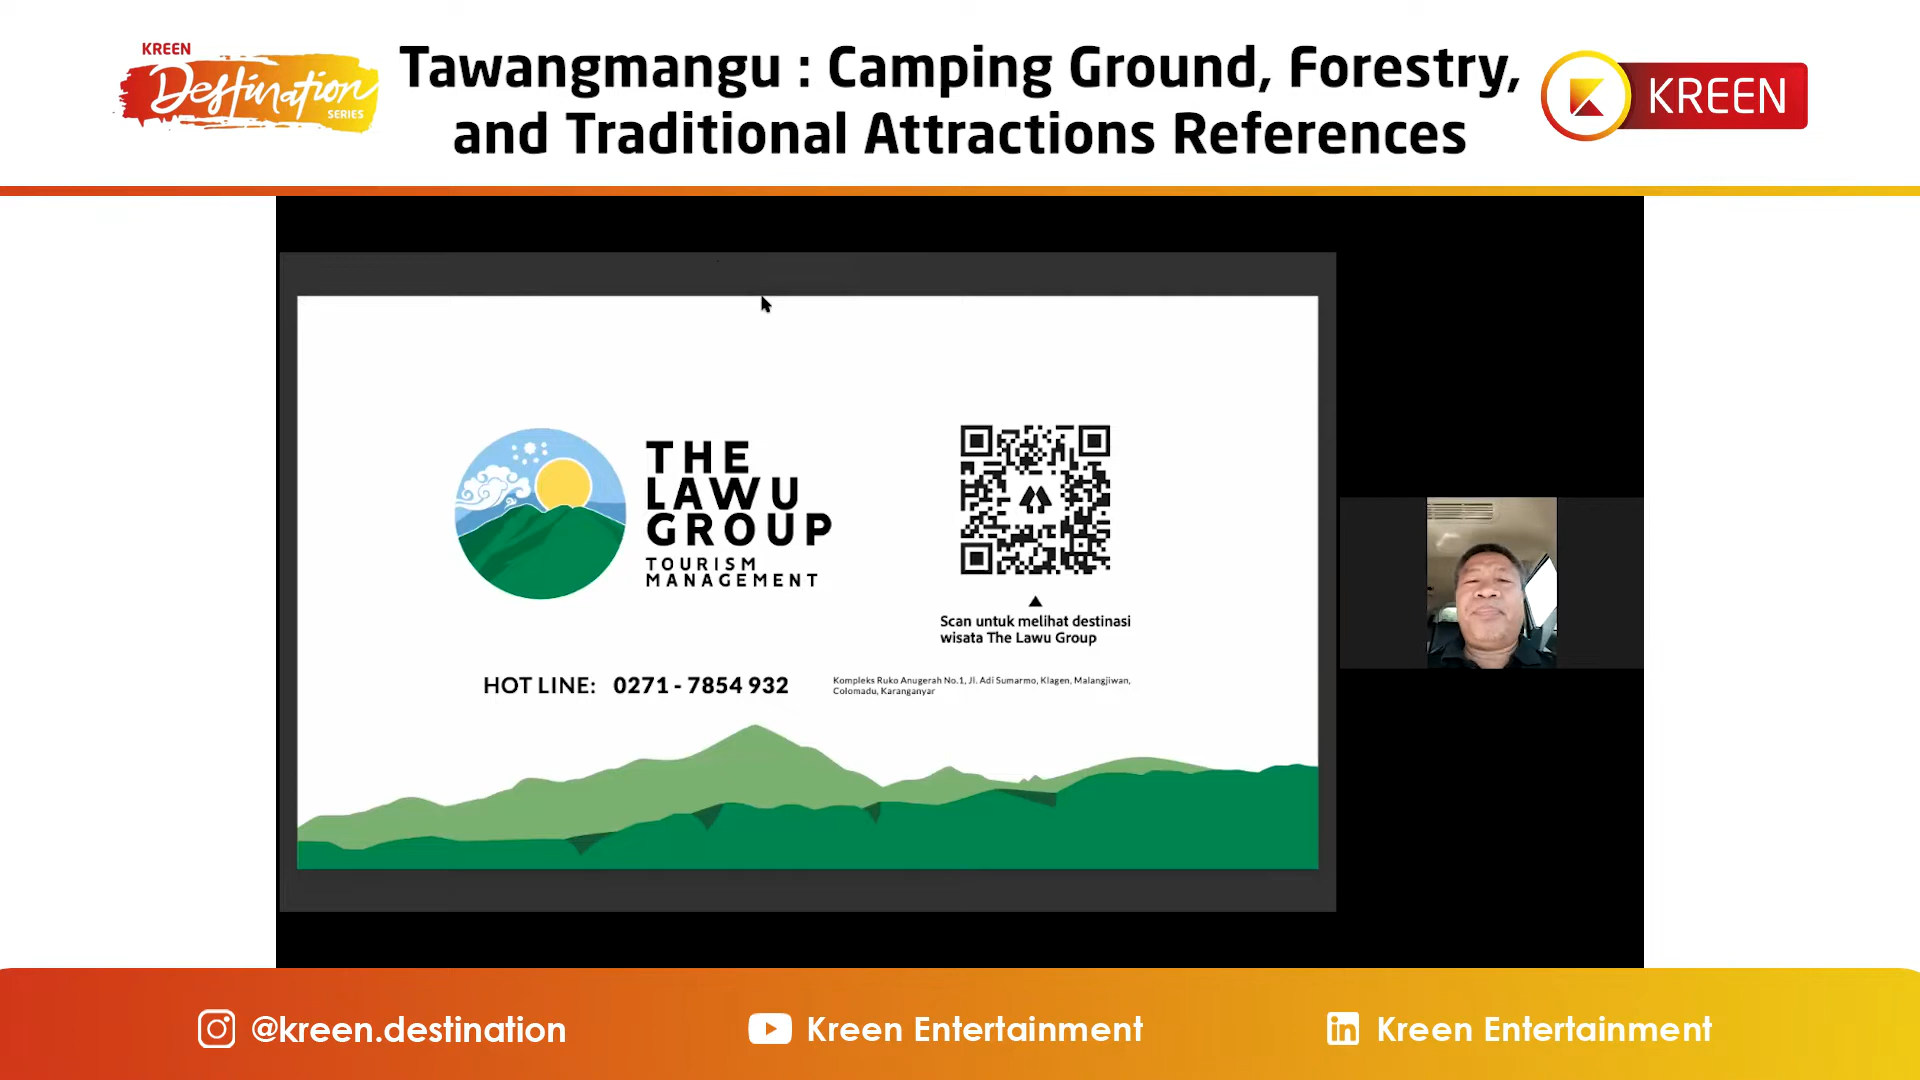 KREEN
Destination
SERIES
Tawangmangu : Camping Ground, Forestry,
and Traditional Attractions References
KREEN
THE
LAWU
GROUP
TOURISM
MANAGEMENT
Scan untuk melihat destinasi
wisata The Lawu Group
HOT LINE: 0271 - 7854 932
Kompleks Ruko Anugerah No.1, Jl. Adi Sumarmo, Klagen, Malangjiwan,
Colomadu, Karanganyar
@kreen.destination
Kreen Entertainment
in Kreen Entertainment